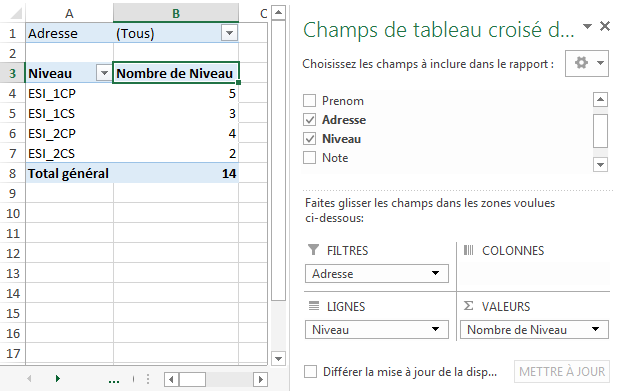 A B C
1 Adresse (Tous)
2
3 Niveau Nombre de Niveau
4 ESI_1CP 5
5 ESI_1CS 3
6 ESI_2CP 4
7 ESI_2CS 2
8 Total général 14
9
10
11
12
13
14
15
16
17
...
Champs de tableau croisé d...
Choisissez les champs à inclure dans le rapport :
Prenom
Adresse
Niveau
Note
Faites glisser les champs dans les zones voulues
ci-dessous:
FILTRES COLONNES
Adresse
LIGNES Σ VALEURS
Niveau Nombre de Niveau
Différer la mise à jour de la disp... METTRE À JOUR